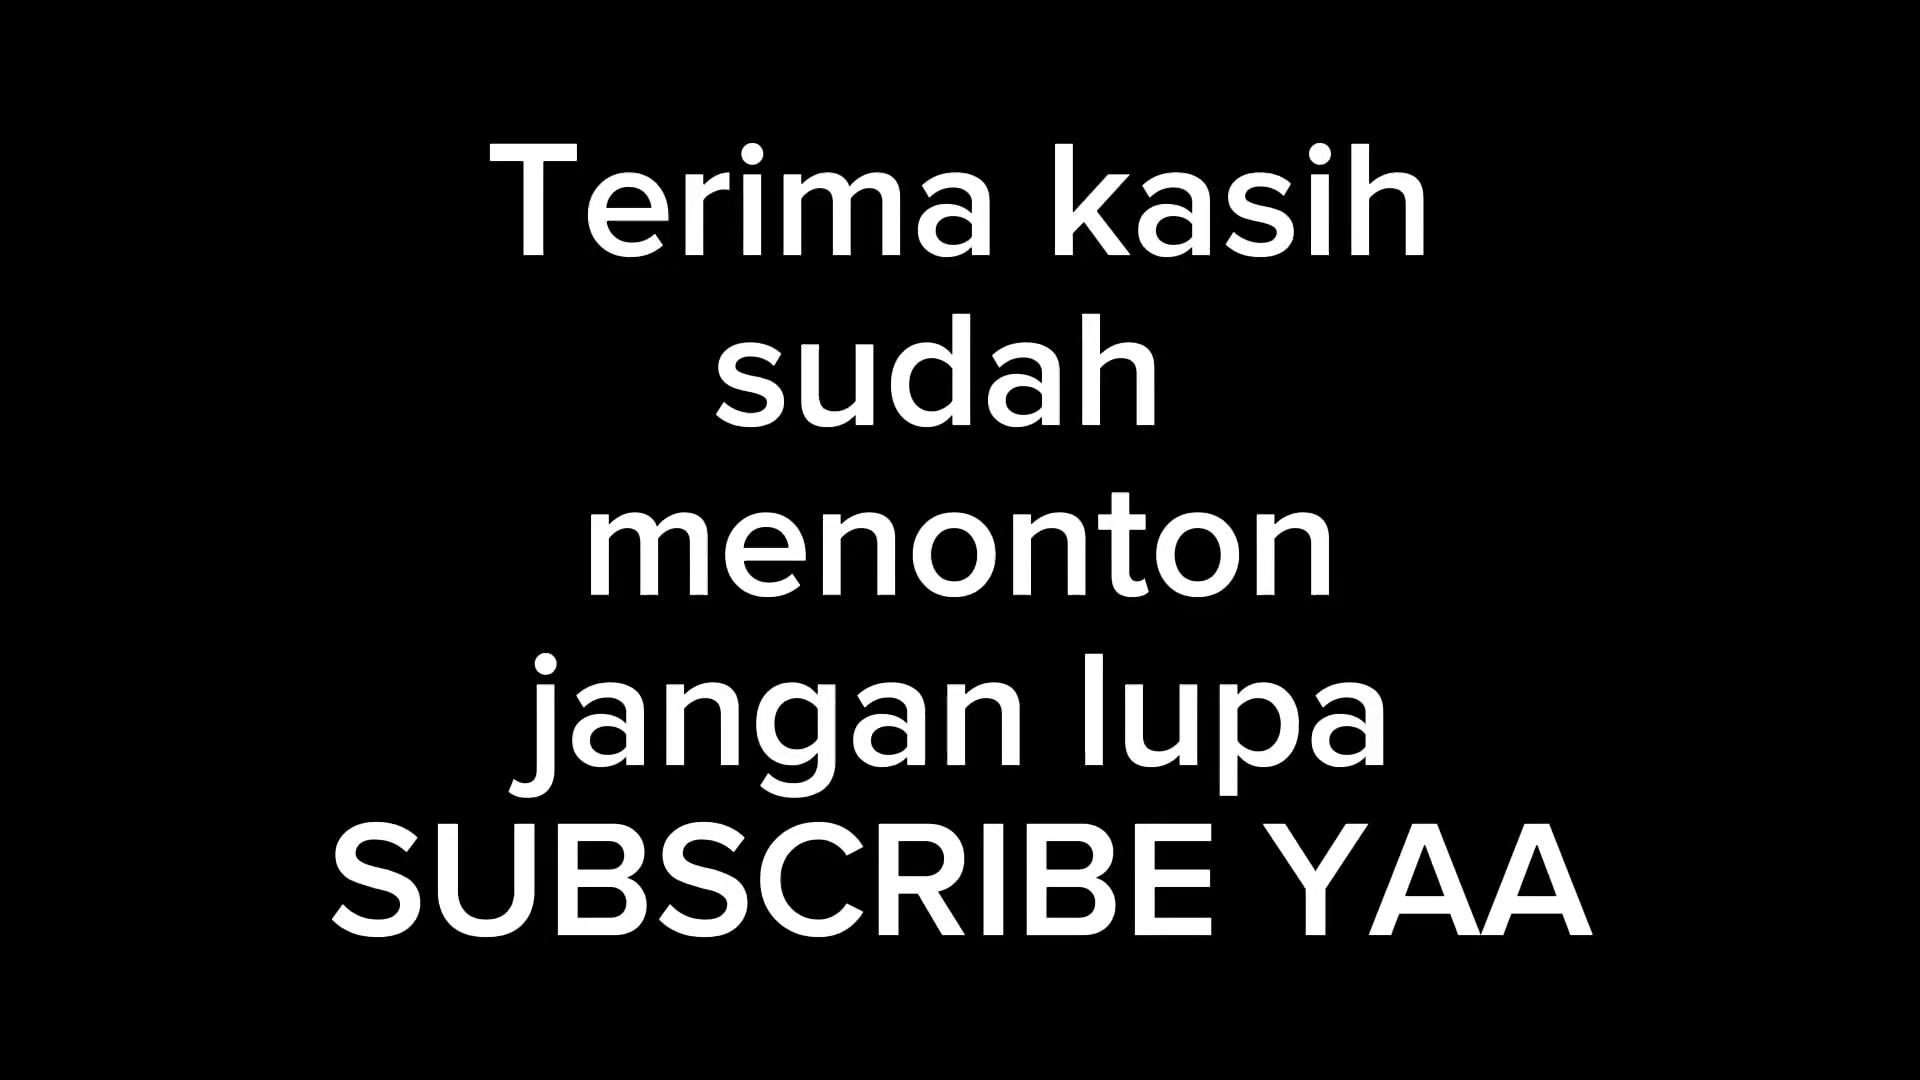 Terima kasih
sudah
menonton
jangan lupa
SUBSCRIBE YAA